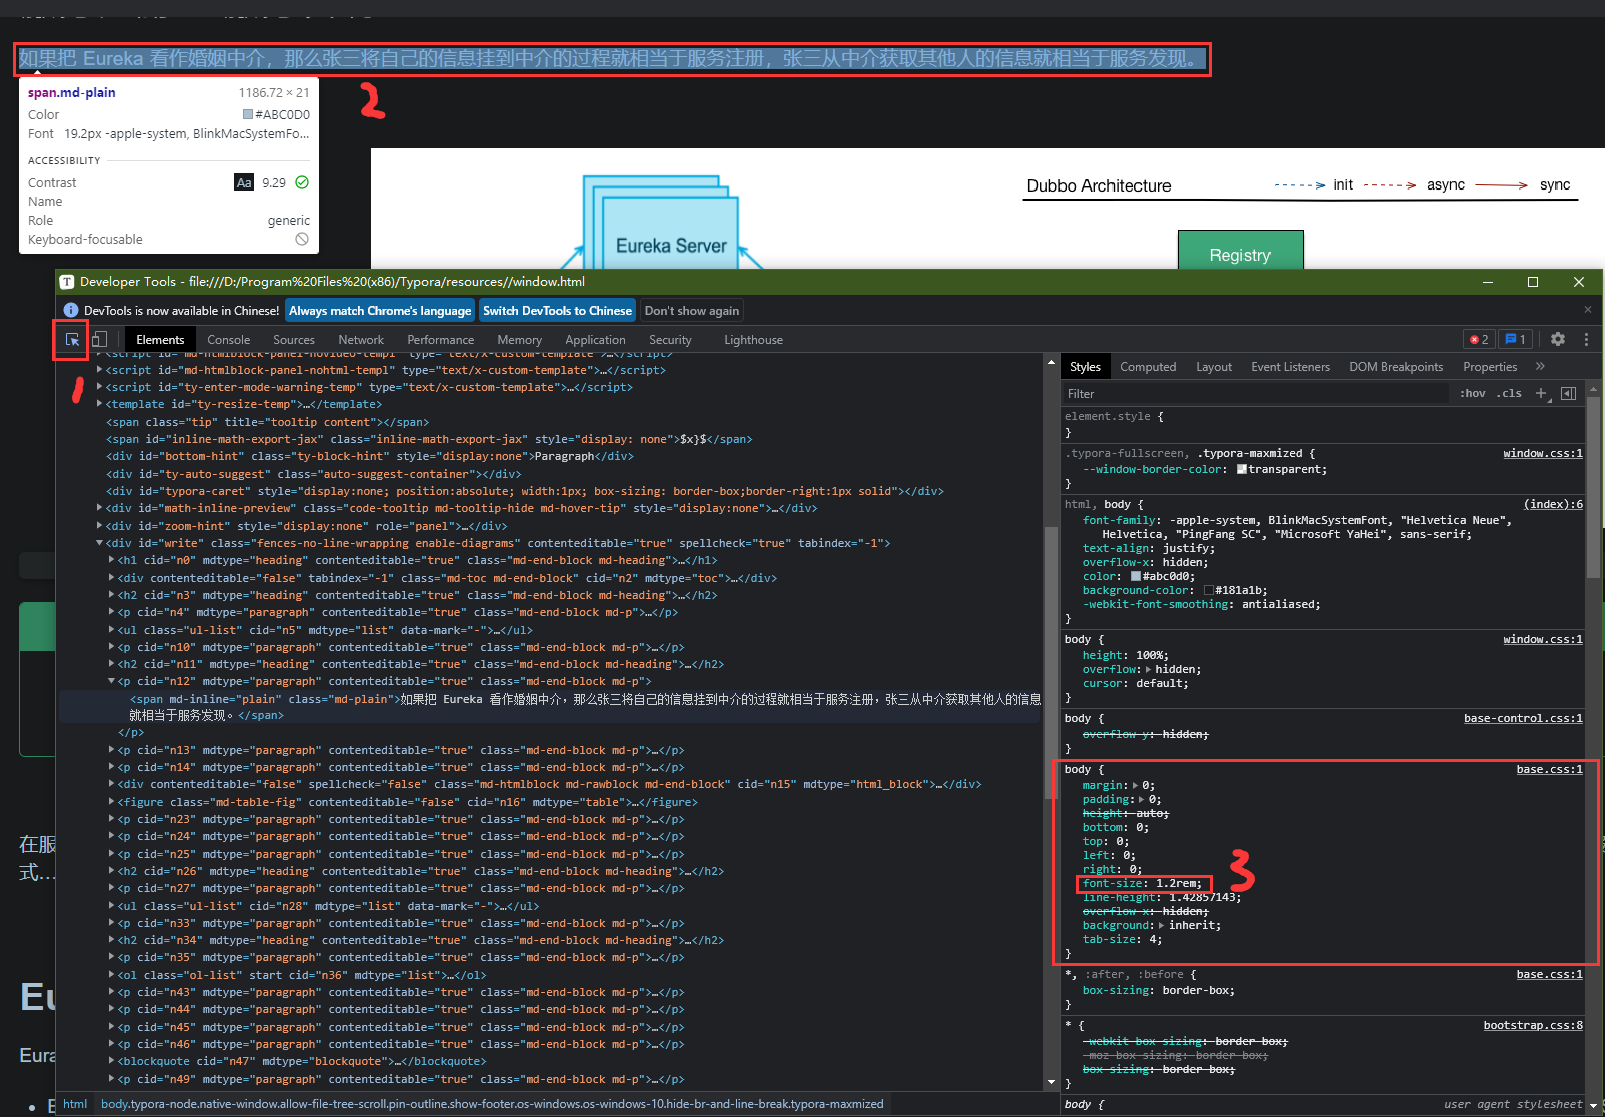 如果把 Eureka 看作婚姻中介，那么张三将自己的信息挂到中介的过程就相当于服务注册，张三从中介获取其他人的信息就相当于服务发现。
2
span.md-plain 1186.72 × 21
Color #ABC0D0
Font 19.2px -apple-system, BlinkMacSystemFo...
ACCESSIBILITY
Contrast Aa 9.29
Name
Role generic
Keyboard-focusable
Eureka Server
Dubbo Architecture init async sync
Registry
T Developer Tools - file:///D:/Program%20Files%20(x86)/Typora/resources//window.html
DevTools is now available in Chinese! Always match Chrome's language Switch DevTools to Chinese Don't show again
Elements Console Sources Network Performance Memory Application Security Lighthouse 2 1
1
<script id="md-htmlblock-panel-novideo-templ" type="text/x-custom-template">…</script>
<script id="md-htmlblock-panel-nohtml-templ" type="text/x-custom-template">…</script>
<script id="ty-enter-mode-warning-temp" type="text/x-custom-template">…</script>
<template id="ty-resize-temp">…</template>
<span class="tip" title="tooltip content"></span>
<span id="inline-math-export-jax" class="inline-math-export-jax" style="display: none">$x}$</span>
<div id="bottom-hint" class="ty-block-hint" style="display:none">Paragraph</div>
<div id="ty-auto-suggest" class="auto-suggest-container"></div>
<div id="typora-caret" style="display:none; position:absolute; width:1px; box-sizing: border-box;border-right:1px solid"></div>
<div id="math-inline-preview" class="code-tooltip md-tooltip-hide md-hover-tip" style="display:none">…</div>
<div id="zoom-hint" style="display:none" role="panel">…</div>
<div id="write" class="fences-no-line-wrapping enable-diagrams" contenteditable="true" spellcheck="true" tabindex="-1">
<h1 cid="n0" mdtype="heading" contenteditable="true" class="md-end-block md-heading">…</h1>
<div contenteditable="false" tabindex="-1" class="md-toc md-end-block" cid="n2" mdtype="toc">…</div>
<h2 cid="n3" mdtype="heading" contenteditable="true" class="md-end-block md-heading">…</h2>
<p cid="n4" mdtype="paragraph" contenteditable="true" class="md-end-block md-p">…</p>
<ul class="ul-list" cid="n5" mdtype="list" data-mark="-">…</ul>
<p cid="n10" mdtype="paragraph" contenteditable="true" class="md-end-block md-p">…</p>
<h2 cid="n11" mdtype="heading" contenteditable="true" class="md-end-block md-heading">…</h2>
<p cid="n12" mdtype="paragraph" contenteditable="true" class="md-end-block md-p">
<span md-inline="plain" class="md-plain">如果把 Eureka 看作婚姻中介，那么张三将自己的信息挂到中介的过程就相当于服务注册，张三从中介获取其他人的信息
就相当于服务发现。</span>
</p>
<p cid="n13" mdtype="paragraph" contenteditable="true" class="md-end-block md-p">…</p>
<p cid="n14" mdtype="paragraph" contenteditable="true" class="md-end-block md-p">…</p>
<div contenteditable="false" spellcheck="false" class="md-htmlblock md-rawblock md-end-block" cid="n15" mdtype="html_block">…</div>
<figure class="md-table-fig" contenteditable="false" cid="n16" mdtype="table">…</figure>
<p cid="n23" mdtype="paragraph" contenteditable="true" class="md-end-block md-p">…</p>
<p cid="n24" mdtype="paragraph" contenteditable="true" class="md-end-block md-p">…</p>
<p cid="n25" mdtype="paragraph" contenteditable="true" class="md-end-block md-p">…</p>
<h2 cid="n26" mdtype="heading" contenteditable="true" class="md-end-block md-heading">…</h2>
<p cid="n27" mdtype="paragraph" contenteditable="true" class="md-end-block md-p">…</p>
<ul class="ul-list" cid="n28" mdtype="list" data-mark="-">…</ul>
<p cid="n33" mdtype="paragraph" contenteditable="true" class="md-end-block md-p">…</p>
<h2 cid="n34" mdtype="heading" contenteditable="true" class="md-end-block md-heading">…</h2>
<p cid="n35" mdtype="paragraph" contenteditable="true" class="md-end-block md-p">…</p>
<ol class="ol-list" start cid="n36" mdtype="list">…</ol>
<p cid="n43" mdtype="paragraph" contenteditable="true" class="md-end-block md-p">…</p>
<p cid="n44" mdtype="paragraph" contenteditable="true" class="md-end-block md-p">…</p>
<p cid="n45" mdtype="paragraph" contenteditable="true" class="md-end-block md-p">…</p>
<p cid="n46" mdtype="paragraph" contenteditable="true" class="md-end-block md-p">…</p>
<blockquote cid="n47" mdtype="blockquote">…</blockquote>
<p cid="n49" mdtype="paragraph" contenteditable="true" class="md-end-block md-p">…</p>
html body.typora-node.native-window.allow-file-tree-scroll.pin-outline.show-footer.os-windows.os-windows-10.hide-br-and-line-break.typora-maxmized
Styles Computed Layout Event Listeners DOM Breakpoints Properties »
Filter :hov .cls +
element.style {
}
.typora-fullscreen, .typora-maxmized { window.css:1
--window-border-color: transparent;
}
html, body { (index):6
font-family: -apple-system, BlinkMacSystemFont, "Helvetica Neue",
Helvetica, "PingFang SC", "Microsoft YaHei", sans-serif;
text-align: justify;
overflow-x: hidden;
color: #abc0d0;
background-color: #181a1b;
-webkit-font-smoothing: antialiased;
}
body { window.css:1
height: 100%;
overflow: hidden;
cursor: default;
}
body { base-control.css:1
overflow-y: hidden;
}
body { base.css:1
margin: 0;
padding: 0;
height: auto;
bottom: 0;
top: 0;
left: 0;
right: 0;
font-size: 1.2rem;
3
line-height: 1.42857143;
overflow-x: hidden;
background: inherit;
tab-size: 4;
}
*, :after, :before { base.css:1
box-sizing: border-box;
}
* { bootstrap.css:8
-webkit-box-sizing: border-box;
-moz-box-sizing: border-box;
box-sizing: border-box;
}
body { user agent stylesheet
在服
式...
Eu
Eura